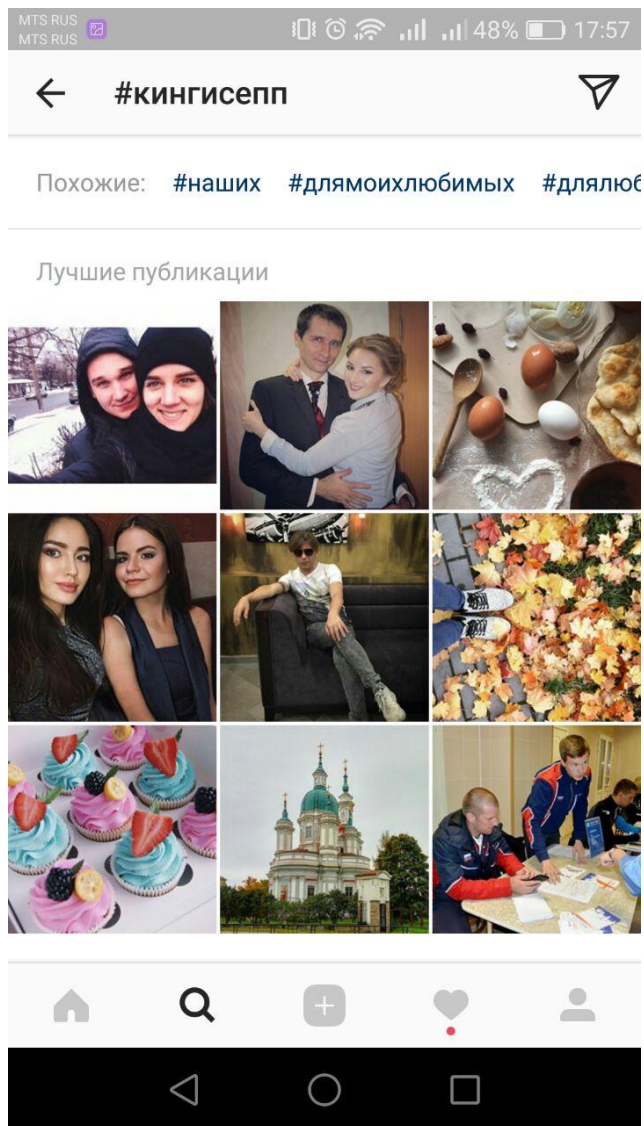 MTS RUS
MTS RUS
48% 17:57
#кингисепп
Похожие: #наших #длямоихлюбимых #длялюб
Лучшие публикации